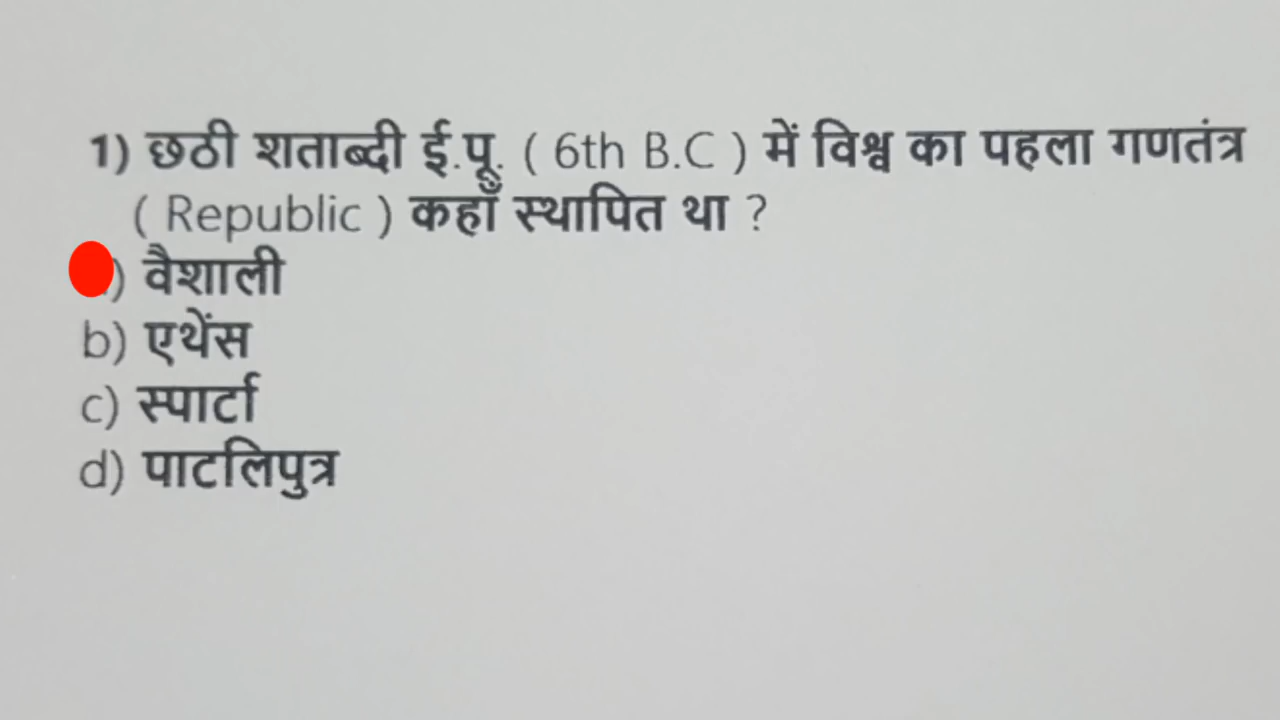 1) छठी शताब्दी ई.पू. ( 6th B.C ) में विश्व का पहला गणतंत्र
( Republic ) कहाँ स्थापित था ?
) वैशाली
b) एथेंस
c) स्पार्टा
d) पाटलिपुत्र